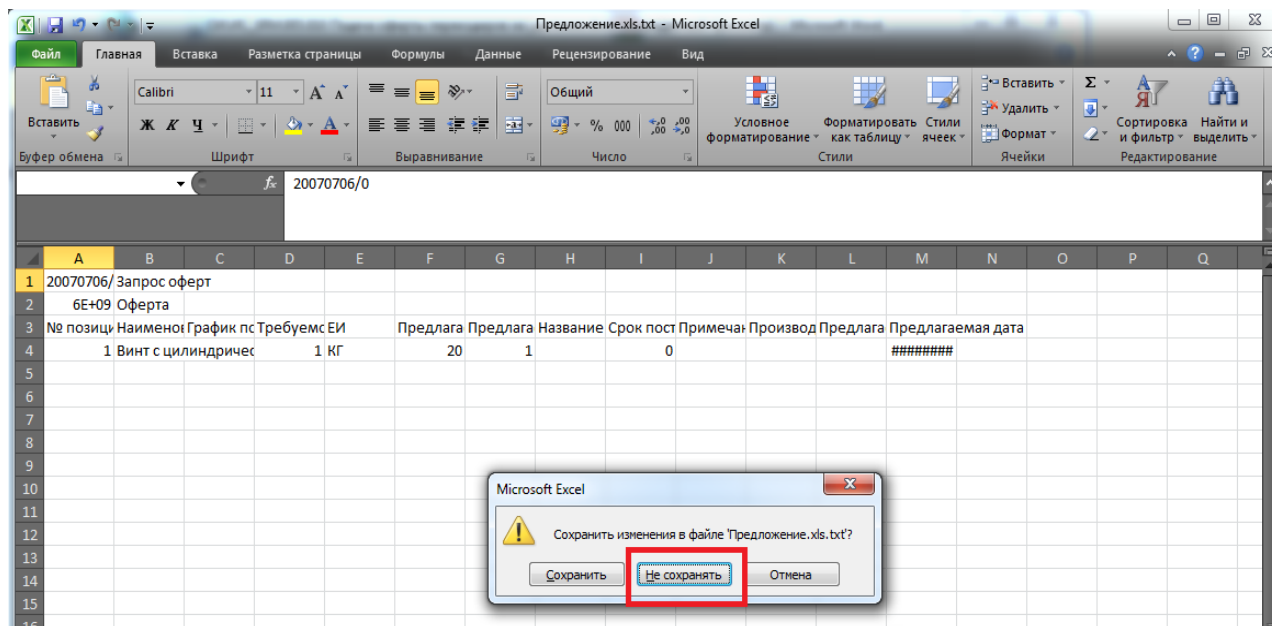 Предложение.xls.txt - Microsoft Excel
Файл Главная Вставка Разметка страницы Формулы Данные Рецензирование Вид
Вставить
Calibri 11
Ж К Ч
Общий
% 000
Условное форматирование
Форматировать как таблицу
Стили ячеек
Вставить
Удалить
Формат
Σ
Сортировка и фильтр
Найти и выделить
Буфер обмена Шрифт Выравнивание Число Стили Ячейки Редактирование
fx 20070706/0
A B C D E F G H I J K L M N O P Q
1 20070706/ Запрос оферт
2 6E+09 Оферта
3 № позици Наименов График по Требуемо ЕИ Предлага Предлага Название Срок пост Примечан Производ Предлага Предлагаемая дата
4 1 Винт с цилиндричес 1 КГ 20 1 0 ########
5
6
7
8
9
10
11
12
13
14
15
16
Microsoft Excel
Сохранить изменения в файле 'Предложение.xls.txt'?
Сохранить Не сохранять Отмена